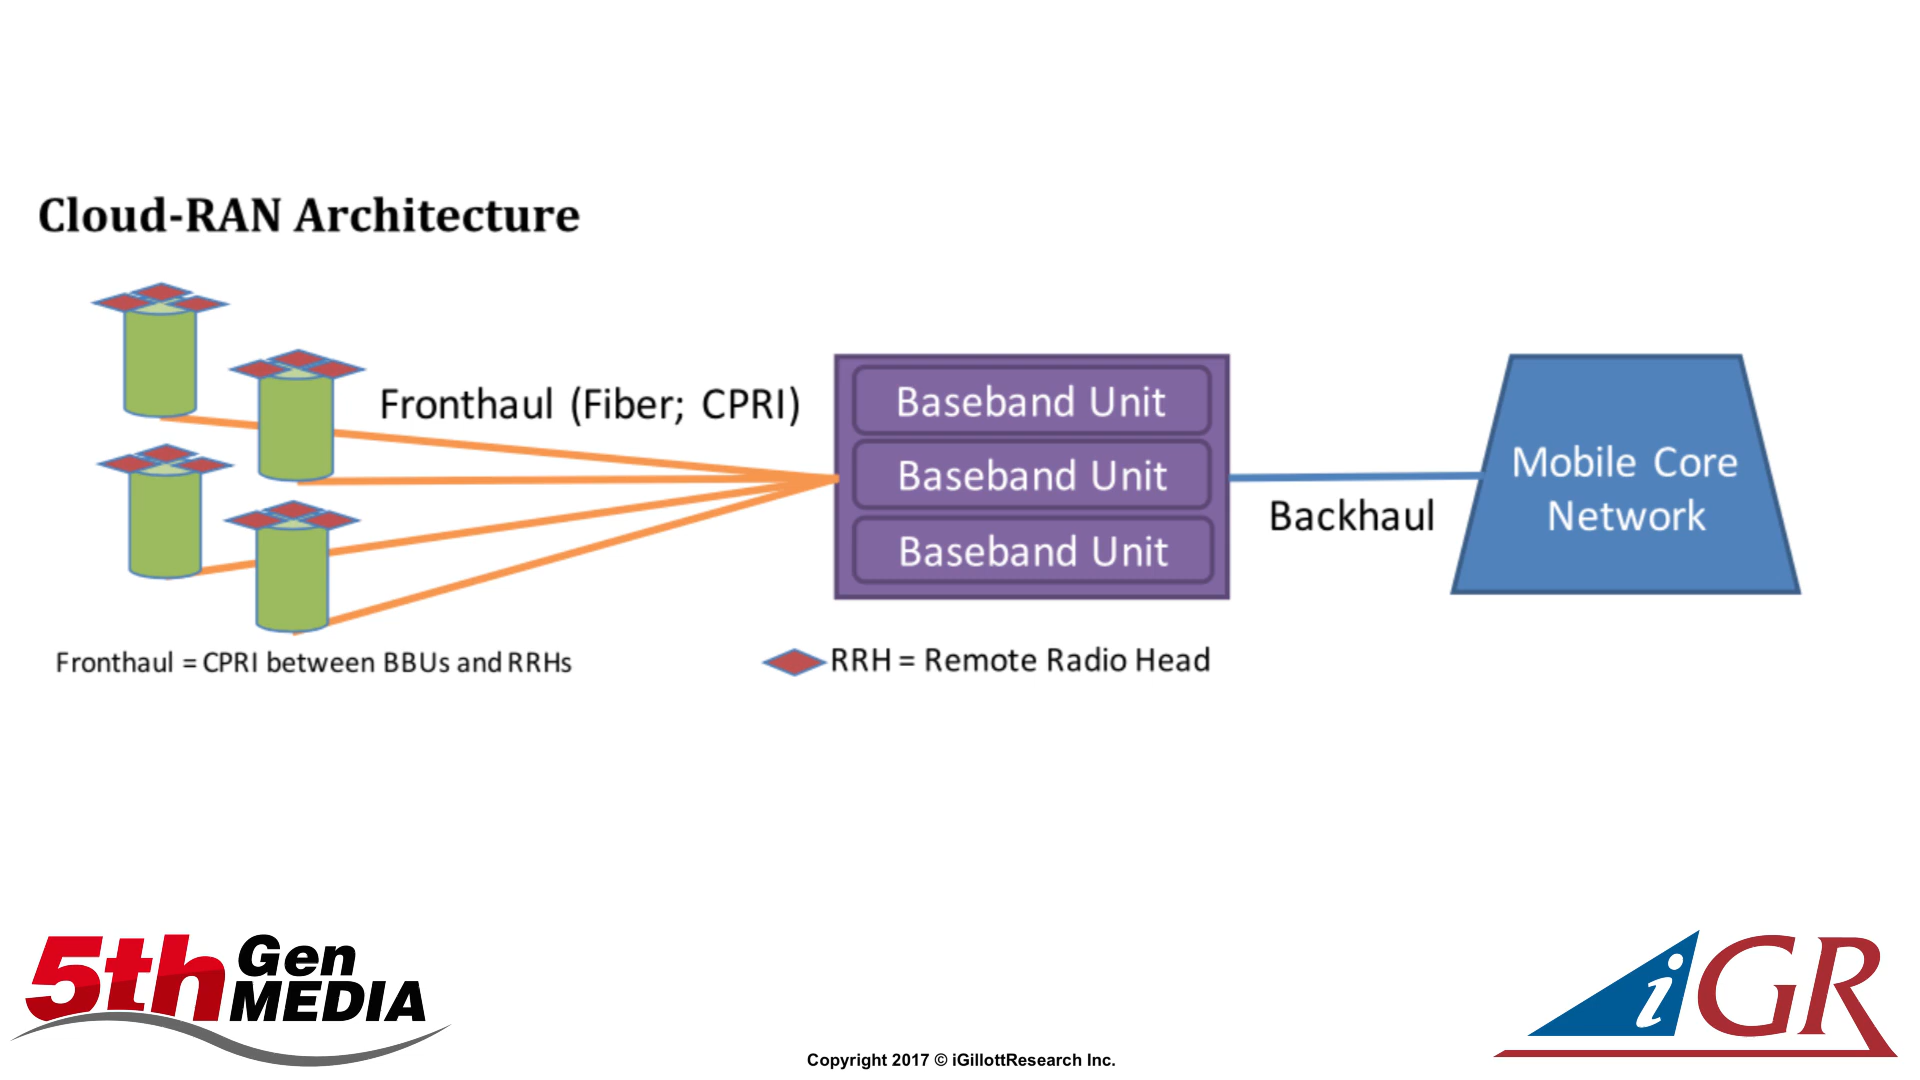 Cloud-RAN Architecture
Fronthaul (Fiber; CPRI)
Baseband Unit
Baseband Unit
Baseband Unit
Backhaul
Mobile Core
Network
Fronthaul = CPRI between BBUs and RRHs
RRH = Remote Radio Head
5th Gen
MEDIA
iGR
Copyright 2017 © iGillottResearch Inc.